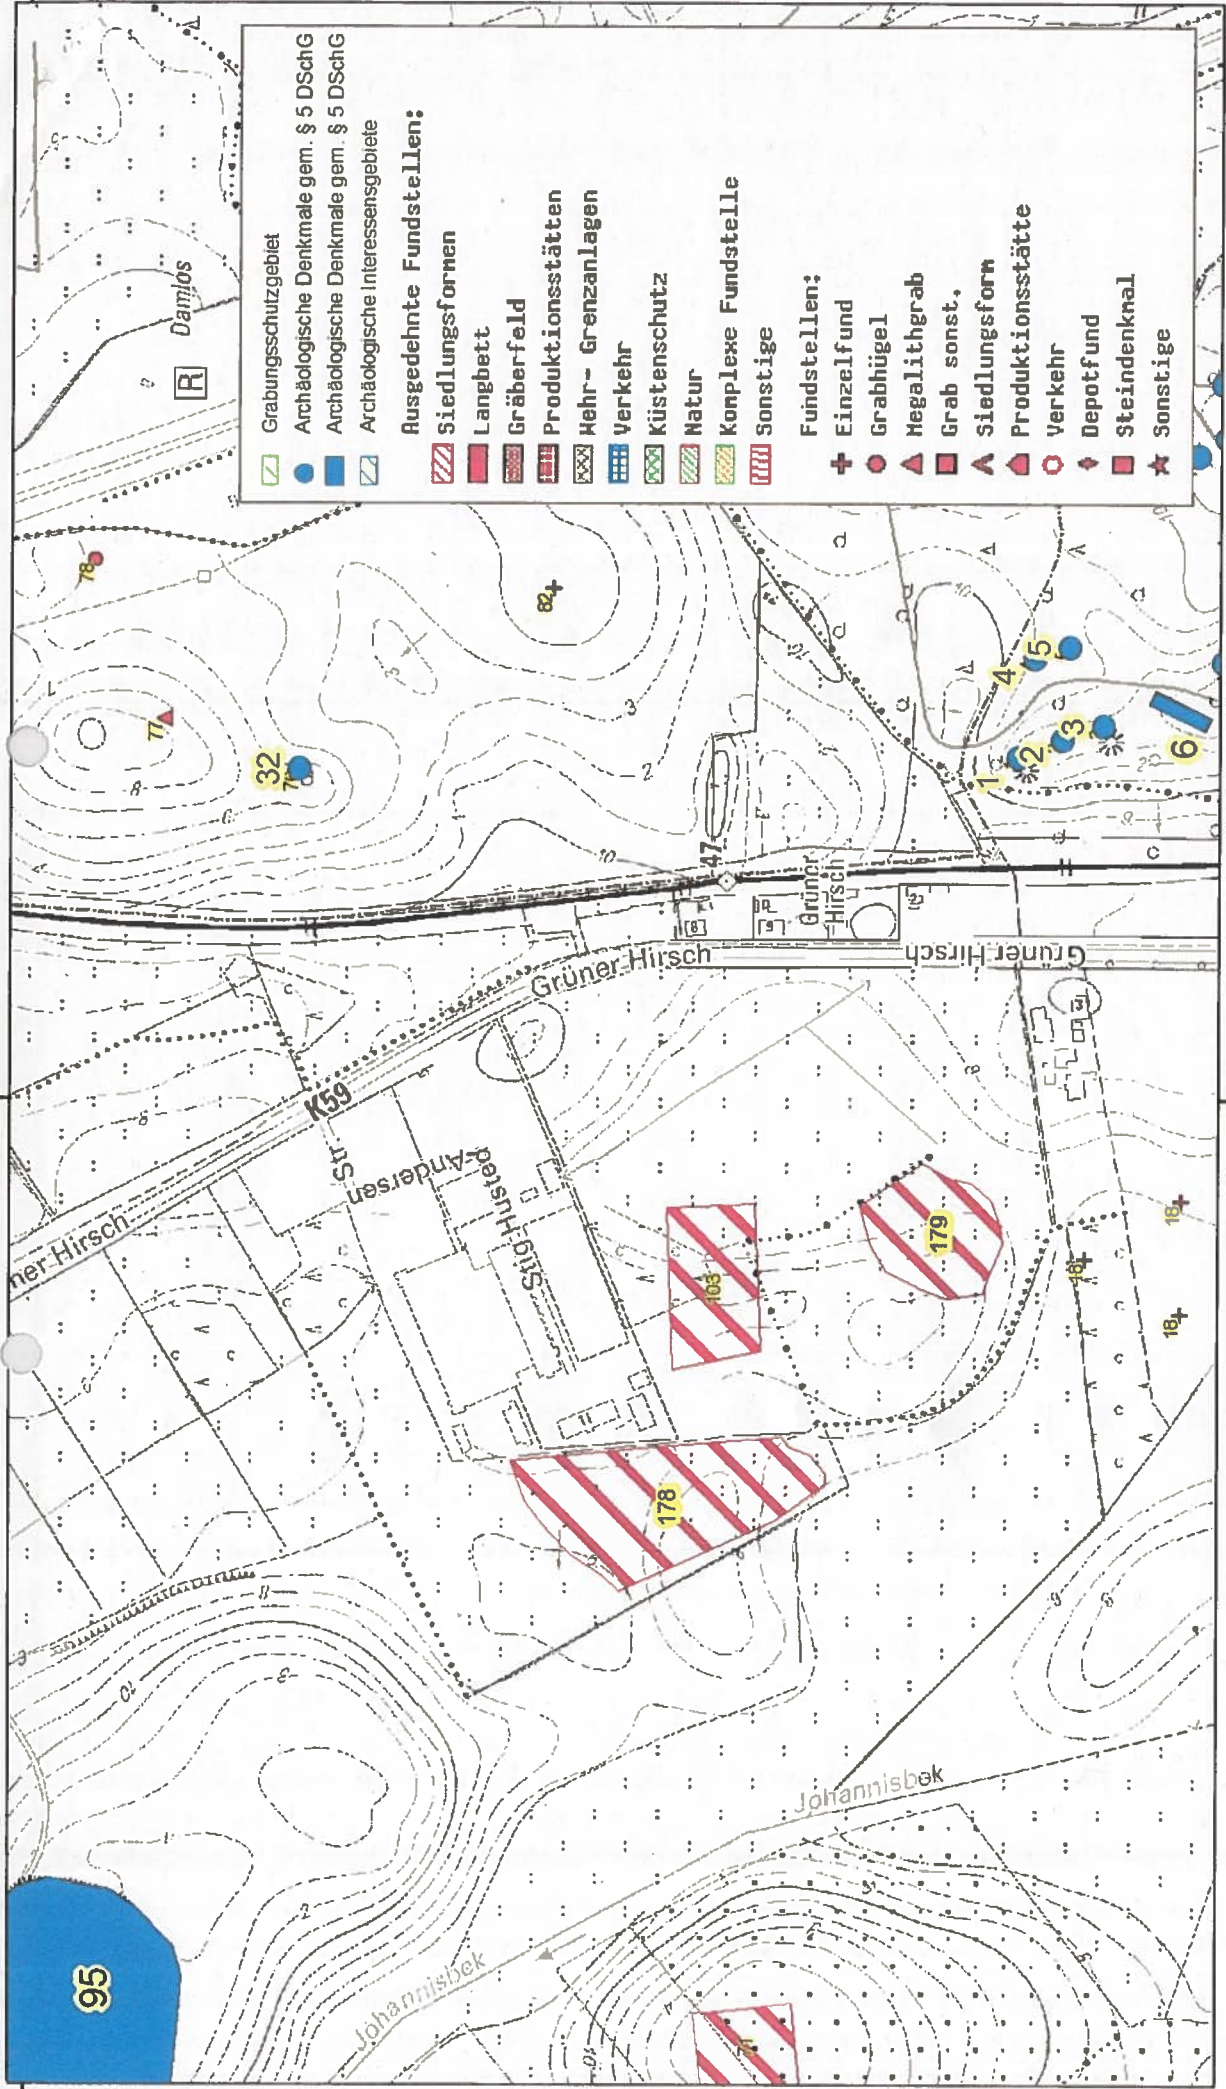 Grabungsschutzgebiet
Archäologische Denkmale gem. § 5 DSchG
Archäologische Denkmale gem. § 5 DSchG
Archäologische Interessensgebiete
Ausgedehnte Fundstellen:
Siedlungsformen
Langbett
Gräberfeld
Produktionsstätten
Wehr- Grenzanlagen
Verkehr
Küstenschutz
Natur
Komplexe Fundstelle
Sonstige
Fundstellen:
Einzelfund
Grabhügel
Megalithgrab
Grab sonst.
Siedlungsform
Produktionsstätte
Verkehr
Depotfund
Steindenkmal
Sonstige
R Damlos
78
77
32
82
47
Grüner
Hirsch
Grüner Hirsch
Grüner Hirsch
ner Hirsch
K59
Stig-Husted-
Andersen
-Str.
1
2
3
4
5
6
103
178
179
18
18
18
95
Johannisbek
Johannisbek